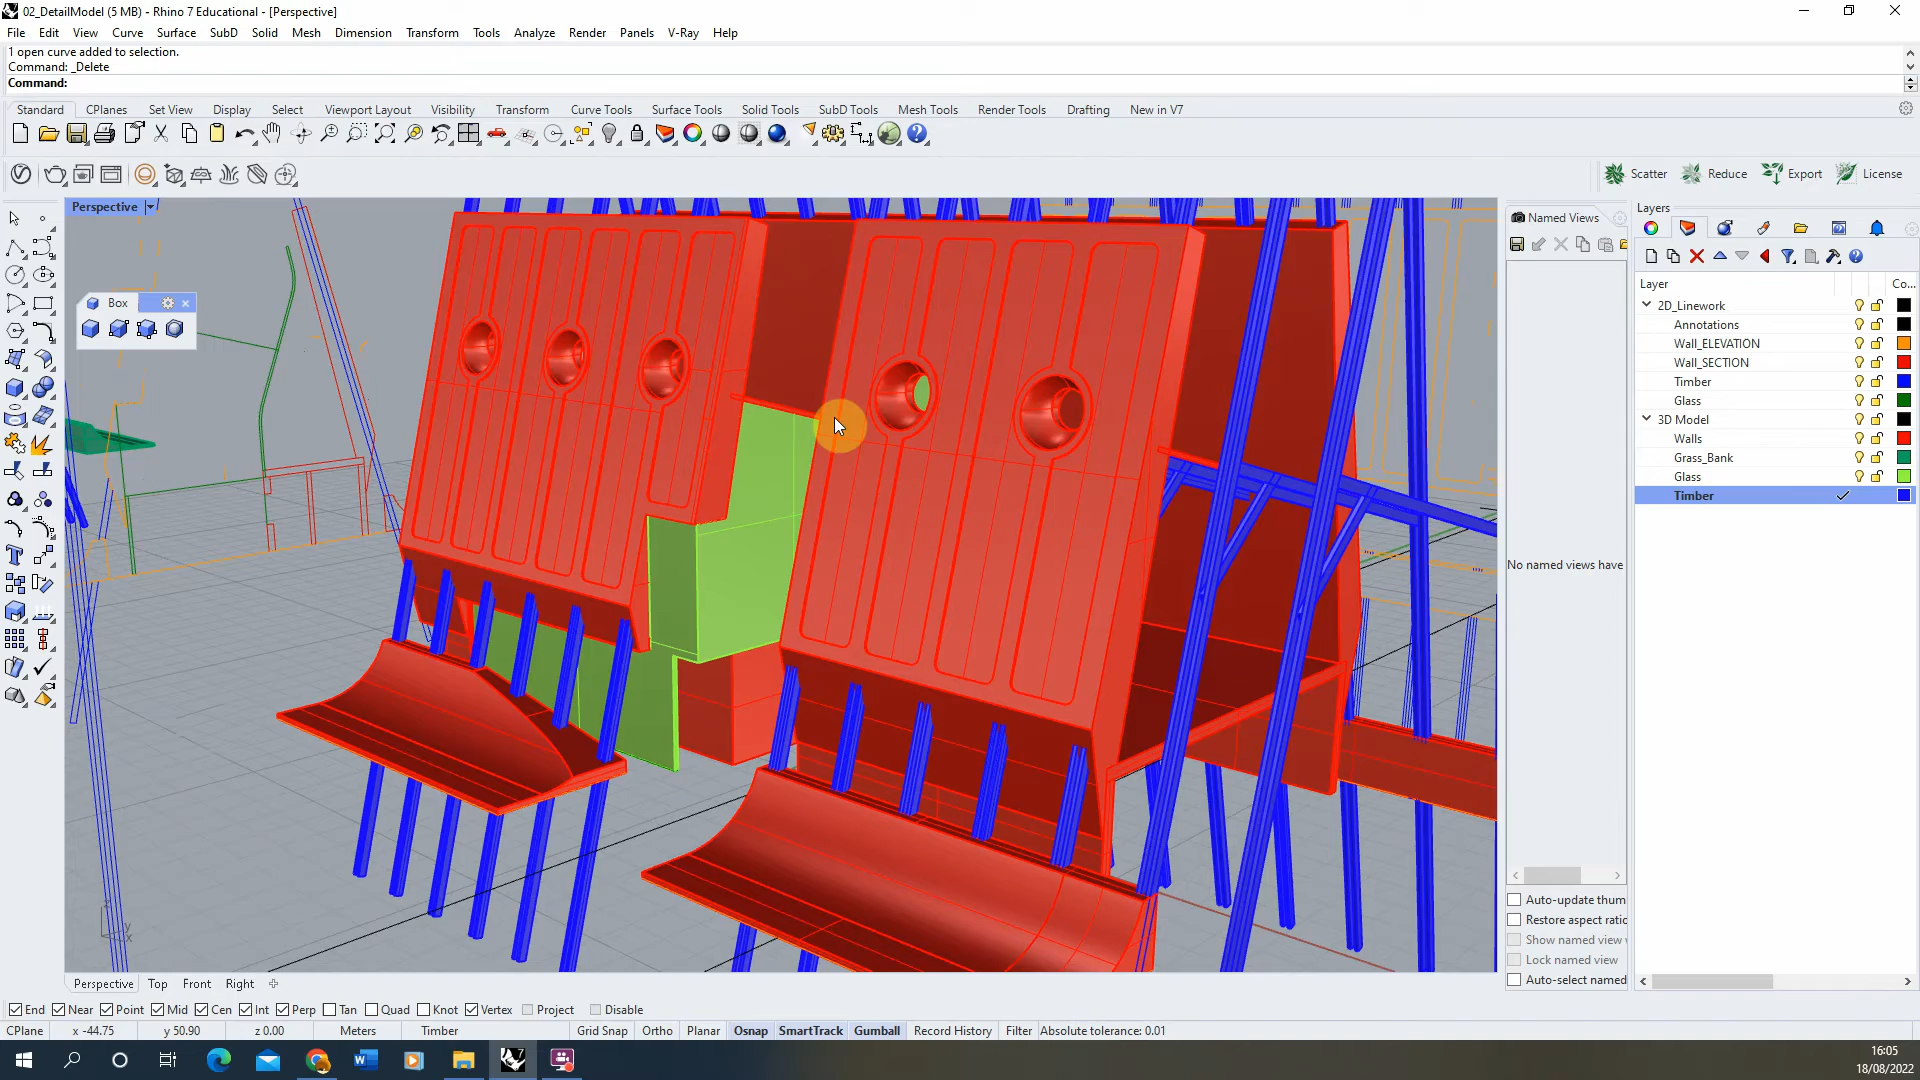 02_DetailModel (5 MB) - Rhino 7 Educational - [Perspective]
File Edit View Curve Surface SubD Solid Mesh Dimension Transform Tools Analyze Render Panels V-Ray Help
1 open curve added to selection.
Command: _Delete
Command:
Standard CPlanes Set View Display Select Viewport Layout Visibility Transform Curve Tools Surface Tools Solid Tools SubD Tools Mesh Tools Render Tools Drafting New in V7
Scatter Reduce Export License
Perspective
Named Views
Layers
Box
Layer Co...
2D_Linework
Annotations
Wall_ELEVATION
Wall_SECTION
Timber
Glass
3D Model
Walls
Grass_Bank
Glass
Timber
No named views have
Auto-update thum
Restore aspect ratio
Show named view
Lock named view
Auto-select named
z
y
x
Perspective Top Front Right
End Near Point Mid Cen Int Perp Tan Quad Knot Vertex Project Disable
CPlane x -44.75 y 50.90 z 0.00 Meters Timber Grid Snap Ortho Planar Osnap SmartTrack Gumball Record History Filter Absolute tolerance: 0.01
16:05
18/08/2022